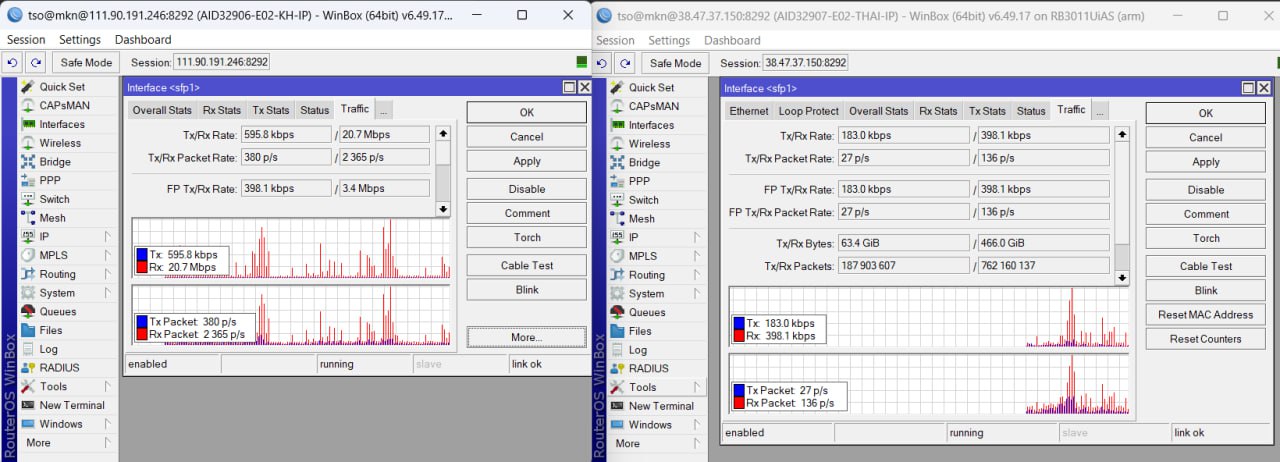 tso@mkn@111.90.191.246:8292 (AID32906-E02-KH-IP) - WinBox (64bit) v6.49.17...
Session Settings Dashboard
Safe Mode Session: 111.90.191.246:8292
Quick Set
CAPsMAN
Interfaces
Wireless
Bridge
PPP
Switch
Mesh
IP
MPLS
Routing
System
Queues
Files
Log
RADIUS
Tools
New Terminal
Windows
More
RouterOS WinBox
Interface <sfp1>
Overall Stats Rx Stats Tx Stats Status Traffic ...
Tx/Rx Rate: 595.8 kbps / 20.7 Mbps
Tx/Rx Packet Rate: 380 p/s / 2 365 p/s
FP Tx/Rx Rate: 398.1 kbps / 3.4 Mbps
Tx: 595.8 kbps
Rx: 20.7 Mbps
Tx Packet: 380 p/s
Rx Packet: 2 365 p/s
OK
Cancel
Apply
Disable
Comment
Torch
Cable Test
Blink
More...
enabled running slave link ok
tso@mkn@38.47.37.150:8292 (AID32907-E02-THAI-IP) - WinBox (64bit) v6.49.17 on RB3011UiAS (arm)
Session Settings Dashboard
Safe Mode Session: 38.47.37.150:8292
Quick Set
CAPsMAN
Interfaces
Wireless
Bridge
PPP
Switch
Mesh
IP
MPLS
Routing
System
Queues
Files
Log
RADIUS
Tools
New Terminal
Windows
More
RouterOS WinBox
Interface <sfp1>
Ethernet Loop Protect Overall Stats Rx Stats Tx Stats Status Traffic ...
Tx/Rx Rate: 183.0 kbps / 398.1 kbps
Tx/Rx Packet Rate: 27 p/s / 136 p/s
FP Tx/Rx Rate: 183.0 kbps / 398.1 kbps
FP Tx/Rx Packet Rate: 27 p/s / 136 p/s
Tx/Rx Bytes: 63.4 GiB / 466.0 GiB
Tx/Rx Packets: 187 903 607 / 762 160 137
Tx: 183.0 kbps
Rx: 398.1 kbps
Tx Packet: 27 p/s
Rx Packet: 136 p/s
OK
Cancel
Apply
Disable
Comment
Torch
Cable Test
Blink
Reset MAC Address
Reset Counters
enabled running slave link ok